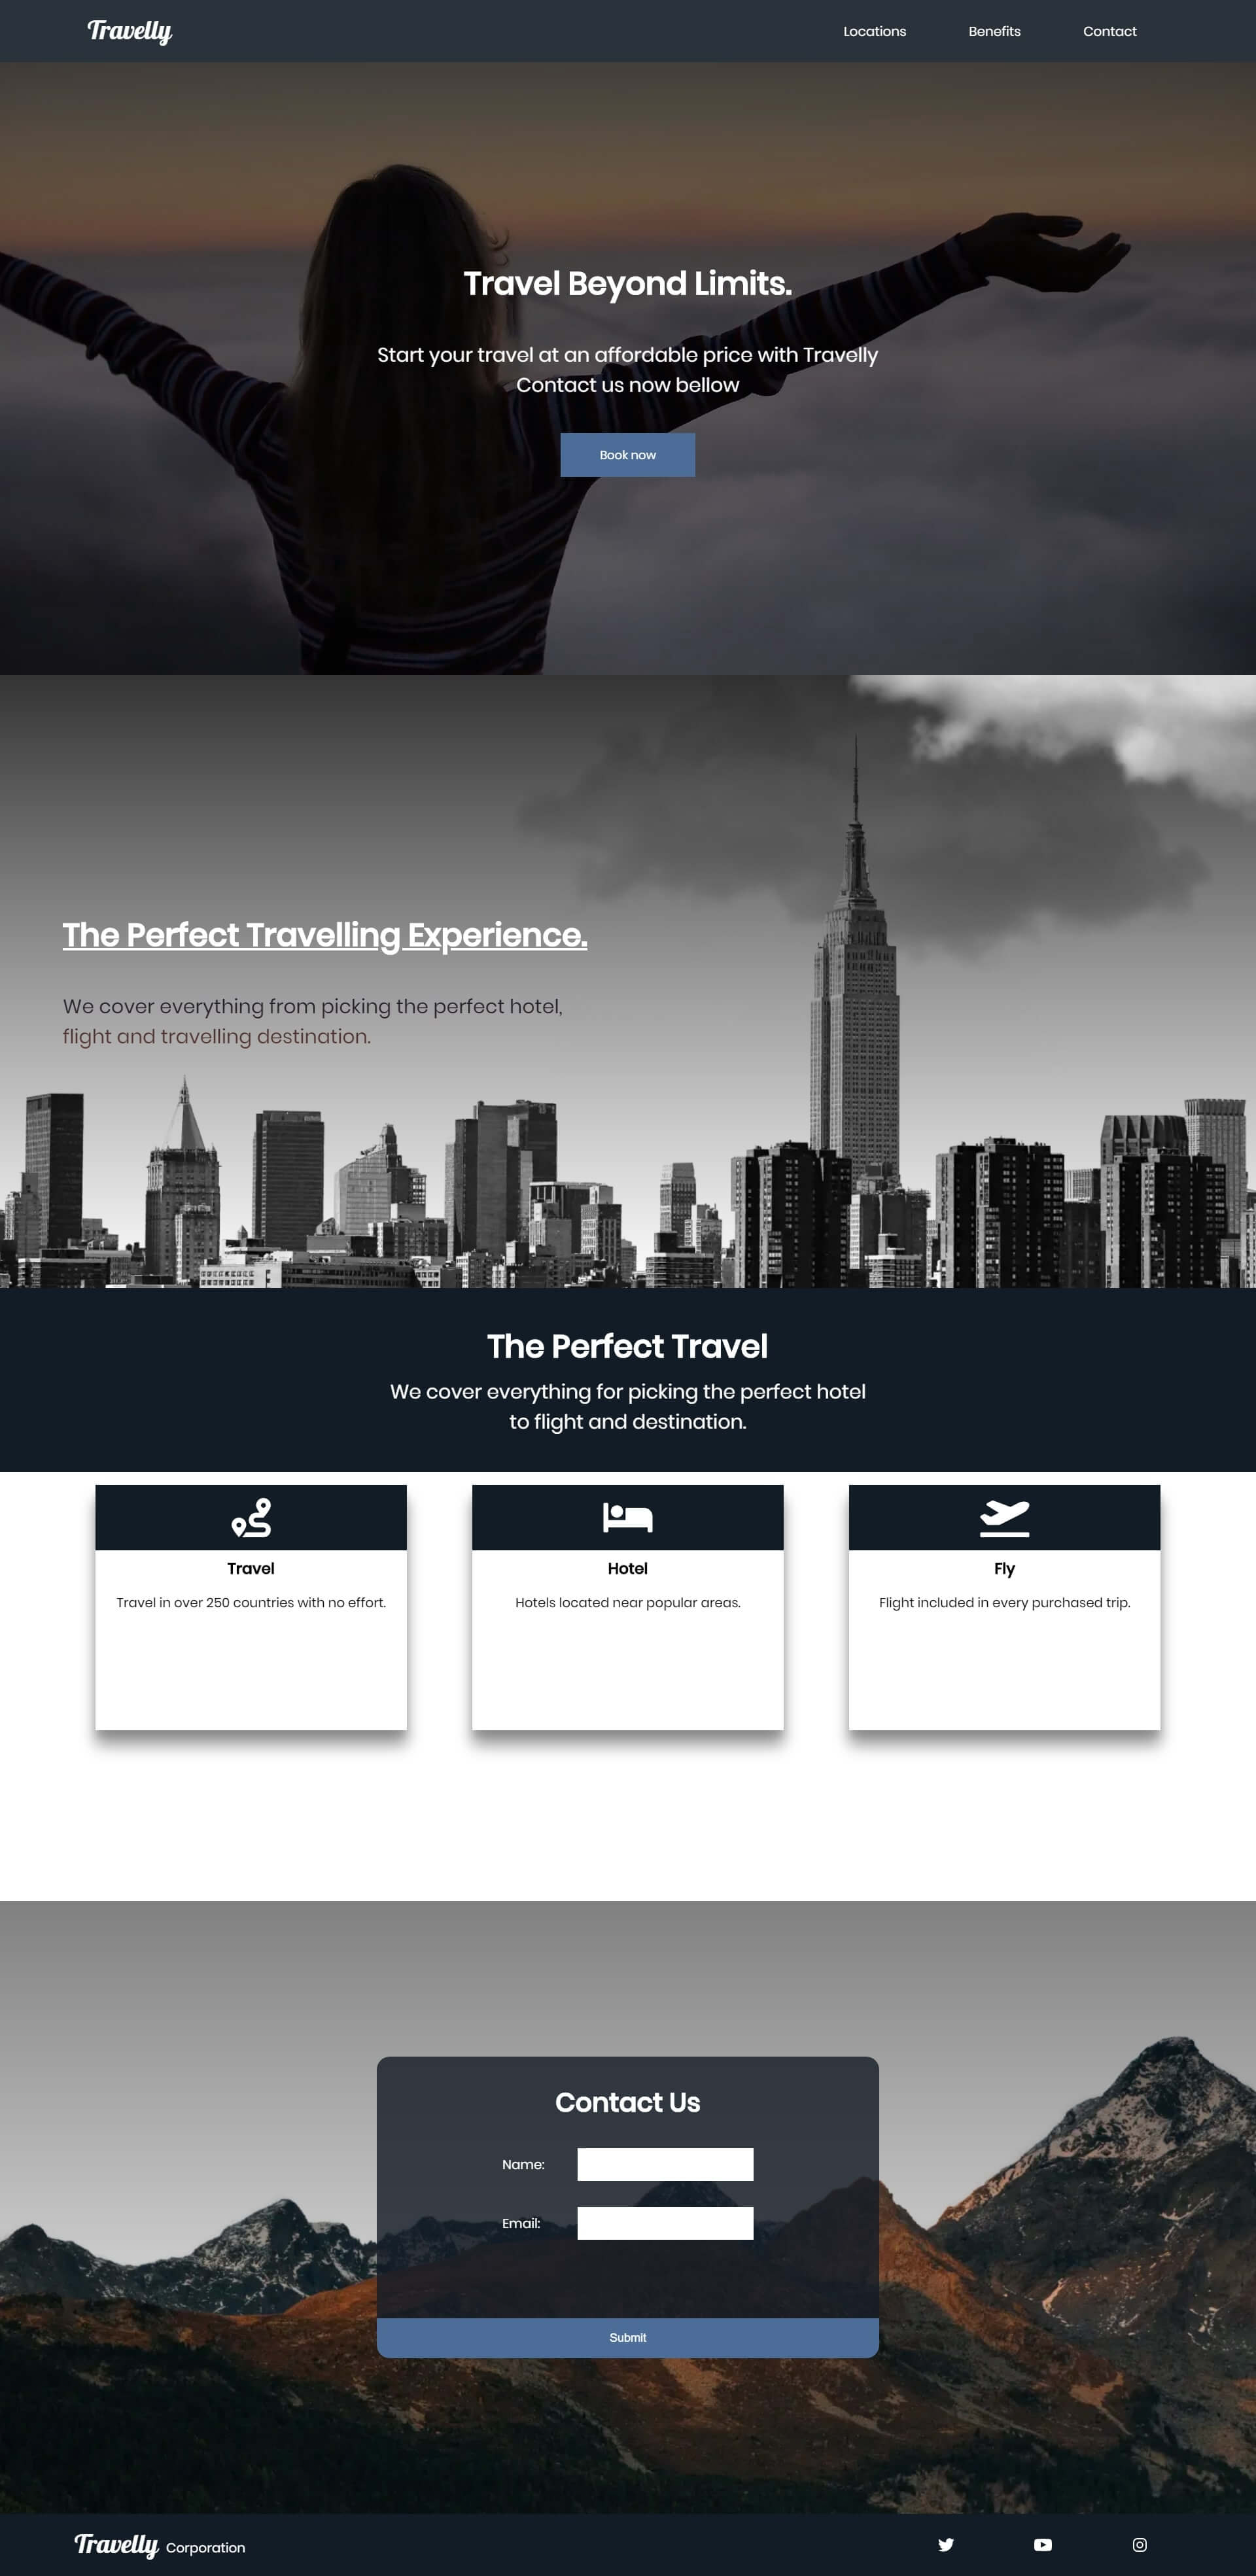 Travelly
Locations
Benefits
Contact
Travel Beyond Limits.
Start your travel at an affordable price with Travelly
Contact us now bellow
Book now
The Perfect Travelling Experience.
We cover everything from picking the perfect hotel,
flight and travelling destination.
The Perfect Travel
We cover everything for picking the perfect hotel
to flight and destination.
Travel
Travel in over 250 countries with no effort.
Hotel
Hotels located near popular areas.
Fly
Flight included in every purchased trip.
Contact Us
Name:
Email:
Submit
Travelly Corporation